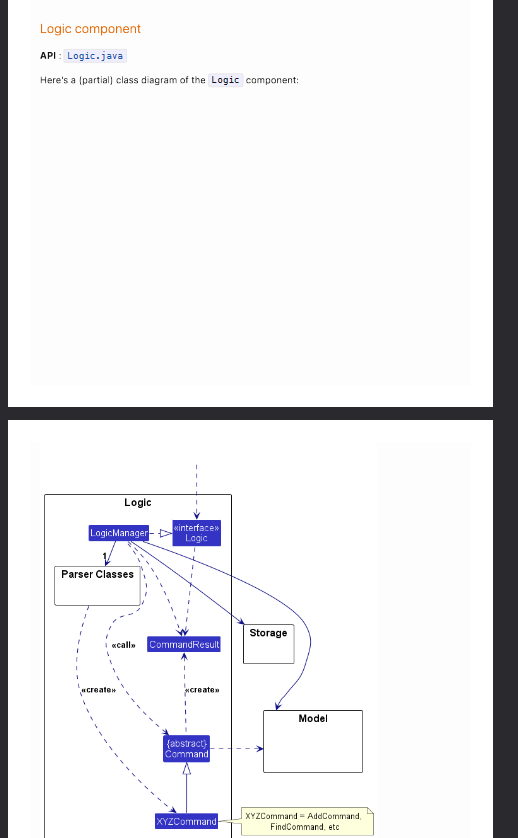 Logic component
API : Logic.java
Here's a (partial) class diagram of the Logic component:
Logic
LogicManager
«interface»
Logic
1
Parser Classes
Storage
«call»
CommandResult
«create»
«create»
Model
{abstract}
Command
XYZCommand
XYZCommand = AddCommand,
FindCommand, etc